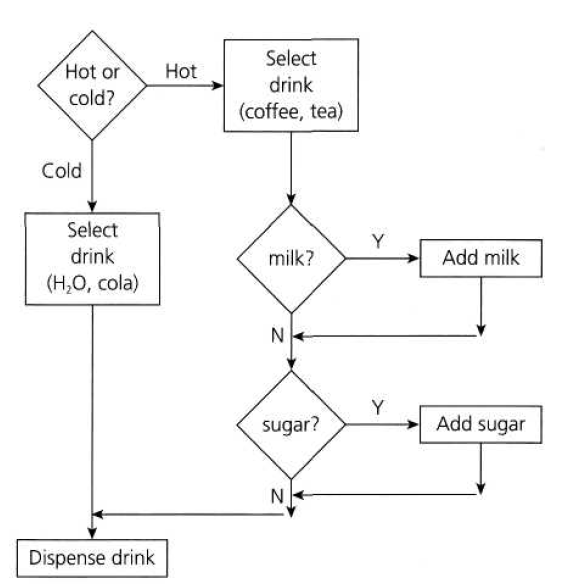 Hot or
cold?
Hot
Select
drink
(coffee, tea)
Cold
Select
drink
(H₂O, cola)
milk?
Y
Add milk
N
sugar?
Y
Add sugar
N
Dispense drink